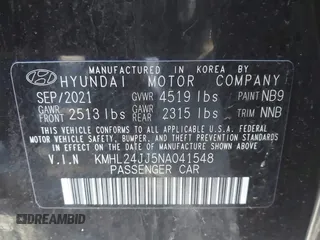 MANUFACTURED IN KOREA BY
HYUNDAI MOTOR COMPANY
SEP/2021 GVWR 4519 lbs PAINT NB9
GAWR FRONT 2513 lbs GAWR REAR 2315 lbs TRIM NNB
THIS VEHICLE CONFORMS TO ALL APPLICABLE
U.S. FEDERAL MOTOR VEHICLE SAFETY, BUMPER,
AND THEFT PREVENTION STANDARDS IN EFFECT ON
THE DATE OF MANUFACTURE SHOWN ABOVE.
V.I.N KMHL24JJ5NA041548
PASSENGER CAR
DREAMBID